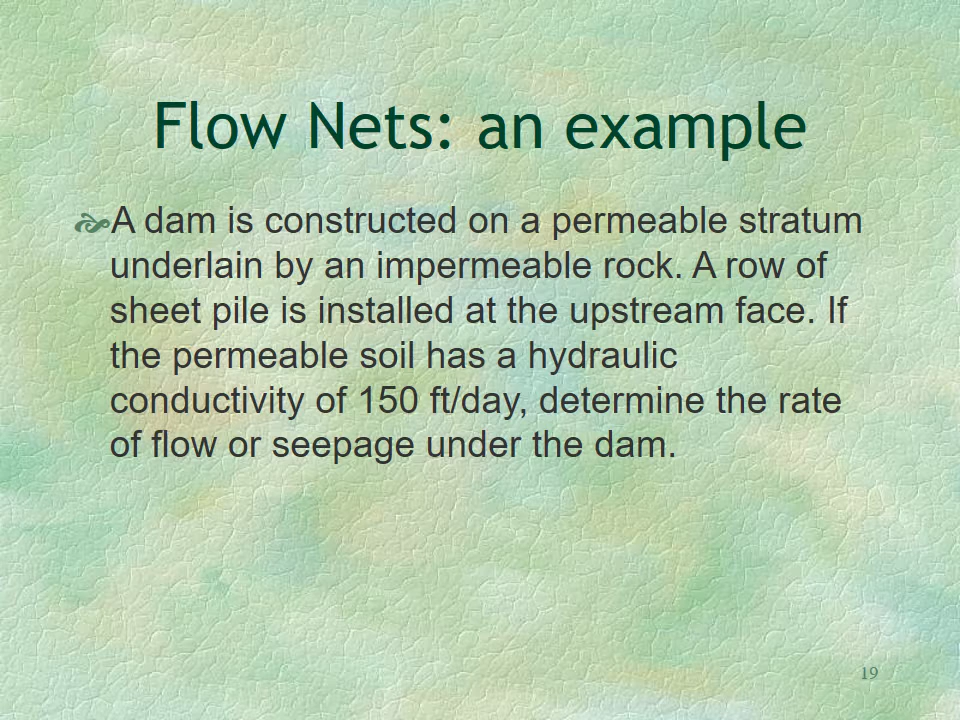 Flow Nets: an example
A dam is constructed on a permeable stratum
underlain by an impermeable rock. A row of
sheet pile is installed at the upstream face. If
the permeable soil has a hydraulic
conductivity of 150 ft/day, determine the rate
of flow or seepage under the dam.
19